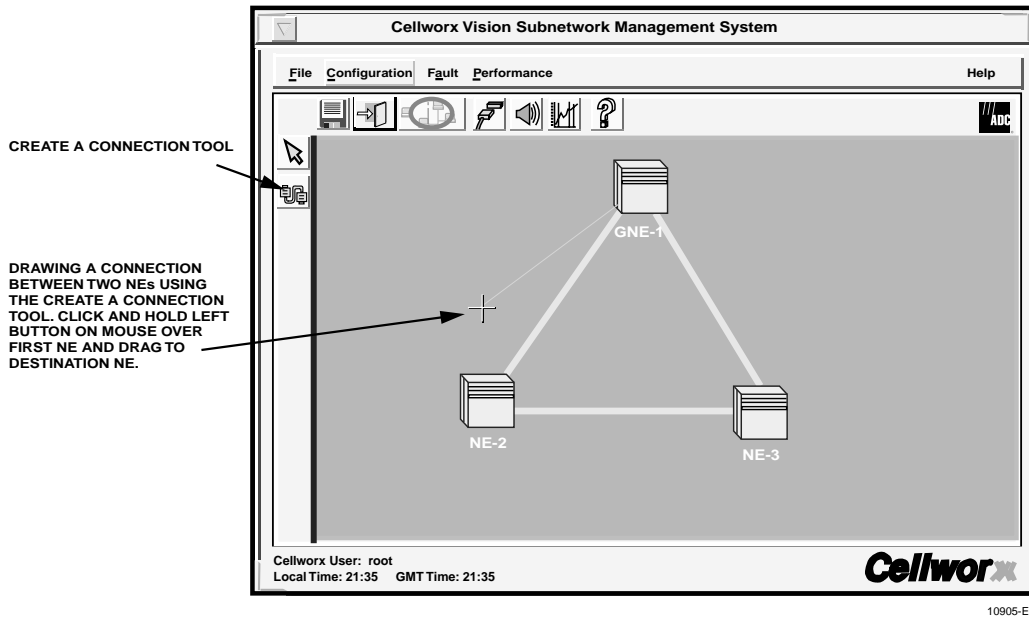 Cellworx Vision Subnetwork Management System
File Configuration Fault Performance Help
ADC
CREATE A CONNECTION TOOL
GNE-1
DRAWING A CONNECTION
BETWEEN TWO NEs USING
THE CREATE A CONNECTION
TOOL. CLICK AND HOLD LEFT
BUTTON ON MOUSE OVER
FIRST NE AND DRAG TO
DESTINATION NE.
NE-2
NE-3
Cellworx User: root
Local Time: 21:35 GMT Time: 21:35
Cellworx
10905-E